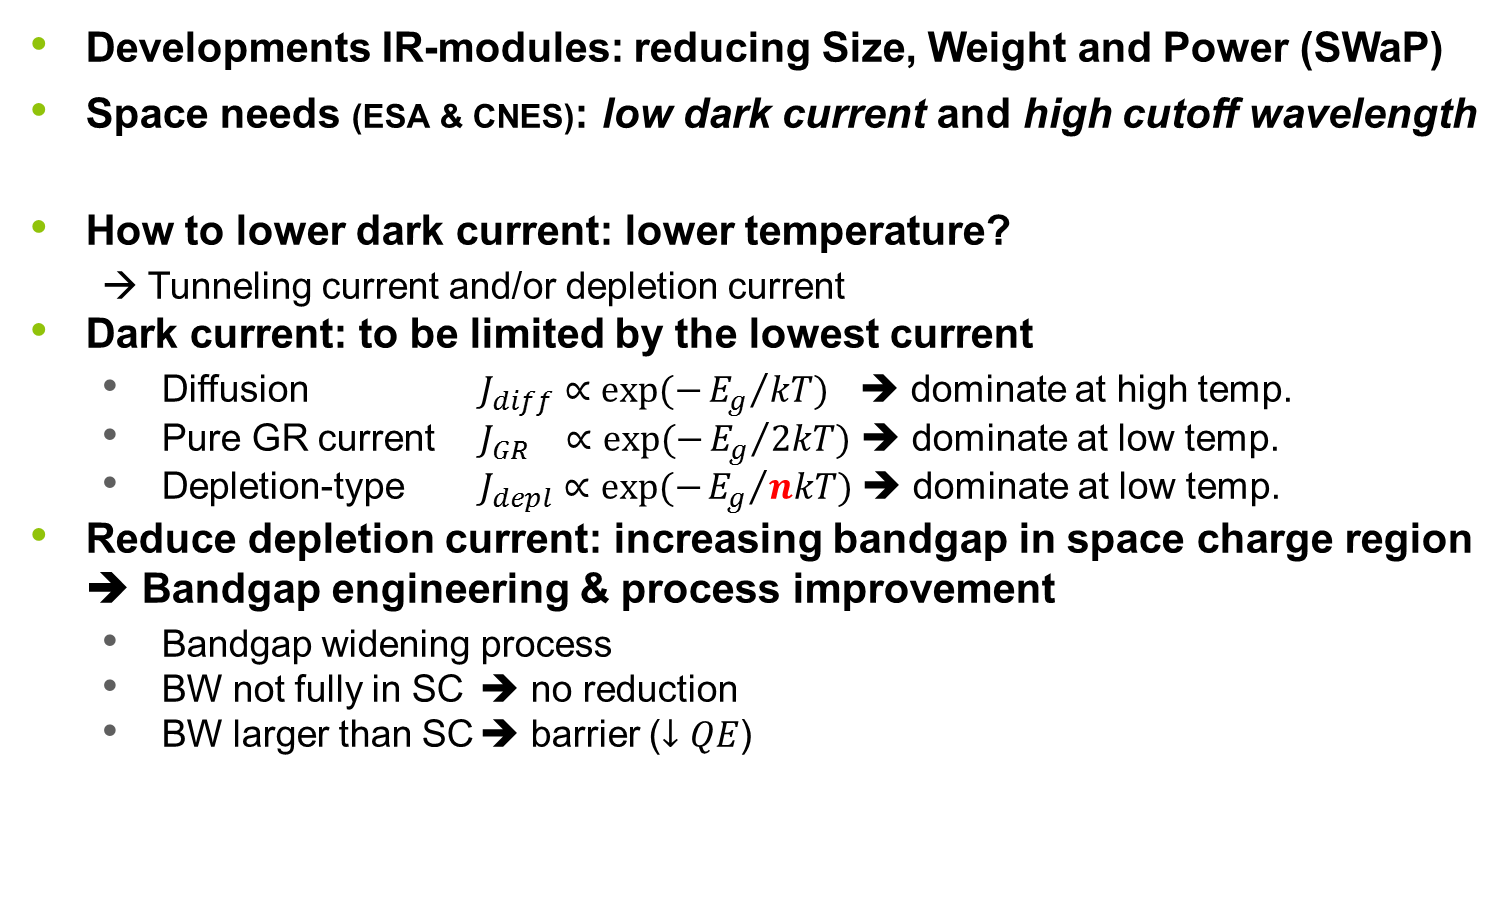 • Developments IR-modules: reducing Size, Weight and Power (SWaP)
• Space needs (ESA & CNES): low dark current and high cutoff wavelength
• How to lower dark current: lower temperature?
→ Tunneling current and/or depletion current
• Dark current: to be limited by the lowest current
• Diffusion J_diff ∝ exp(− E_g/kT) ➔ dominate at high temp.
• Pure GR current J_GR ∝ exp(− E_g/2kT) ➔ dominate at low temp.
• Depletion-type J_depl ∝ exp(− E_g/nkT) ➔ dominate at low temp.
• Reduce depletion current: increasing bandgap in space charge region
➔ Bandgap engineering & process improvement
• Bandgap widening process
• BW not fully in SC ➔ no reduction
• BW larger than SC ➔ barrier (↓ QE)